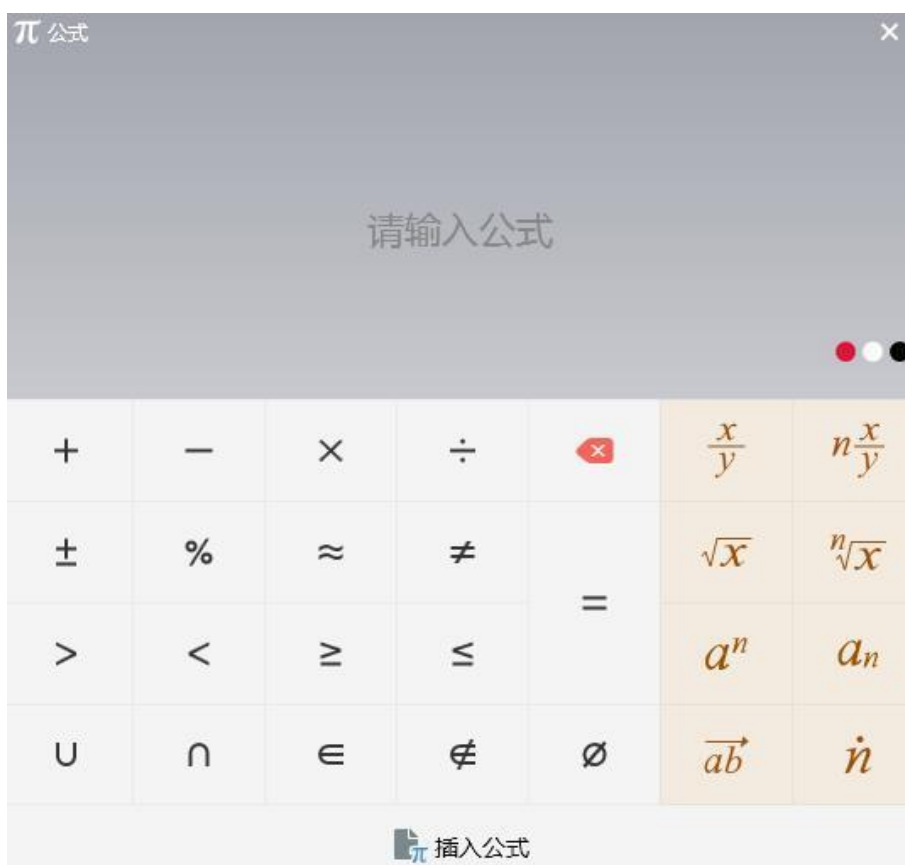 π 公式 ×
请输入公式
+ − × ÷ x/y n x/y
± % ≈ ≠ √x ⁿ√x
=
> < ≥ ≤ aⁿ aₙ
∪ ∩ ∈ ∉ ∅ ab→ ṅ
π 插入公式